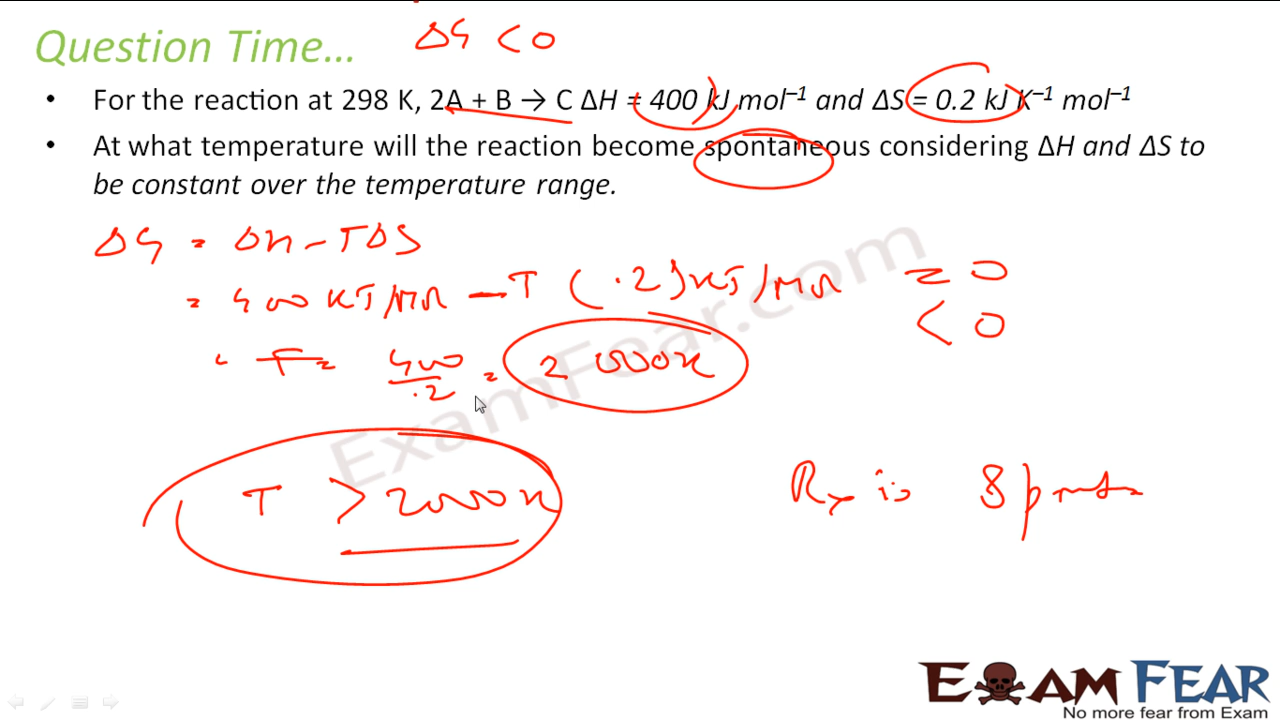 Question Time...
ΔG < 0
• For the reaction at 298 K, 2A + B → C ΔH = 400 kJ mol⁻¹ and ΔS = 0.2 kJ K⁻¹ mol⁻¹
• At what temperature will the reaction become spontaneous considering ΔH and ΔS to
be constant over the temperature range.
ΔG = ΔH – TΔS
= 400 KJ/mol – T (.2) KJ/mol = 0
< 0
T = 400/.2 = 2000K
T > 2000K
Rx is
ExamFear.com
EXAM FEAR
No more fear from Exam